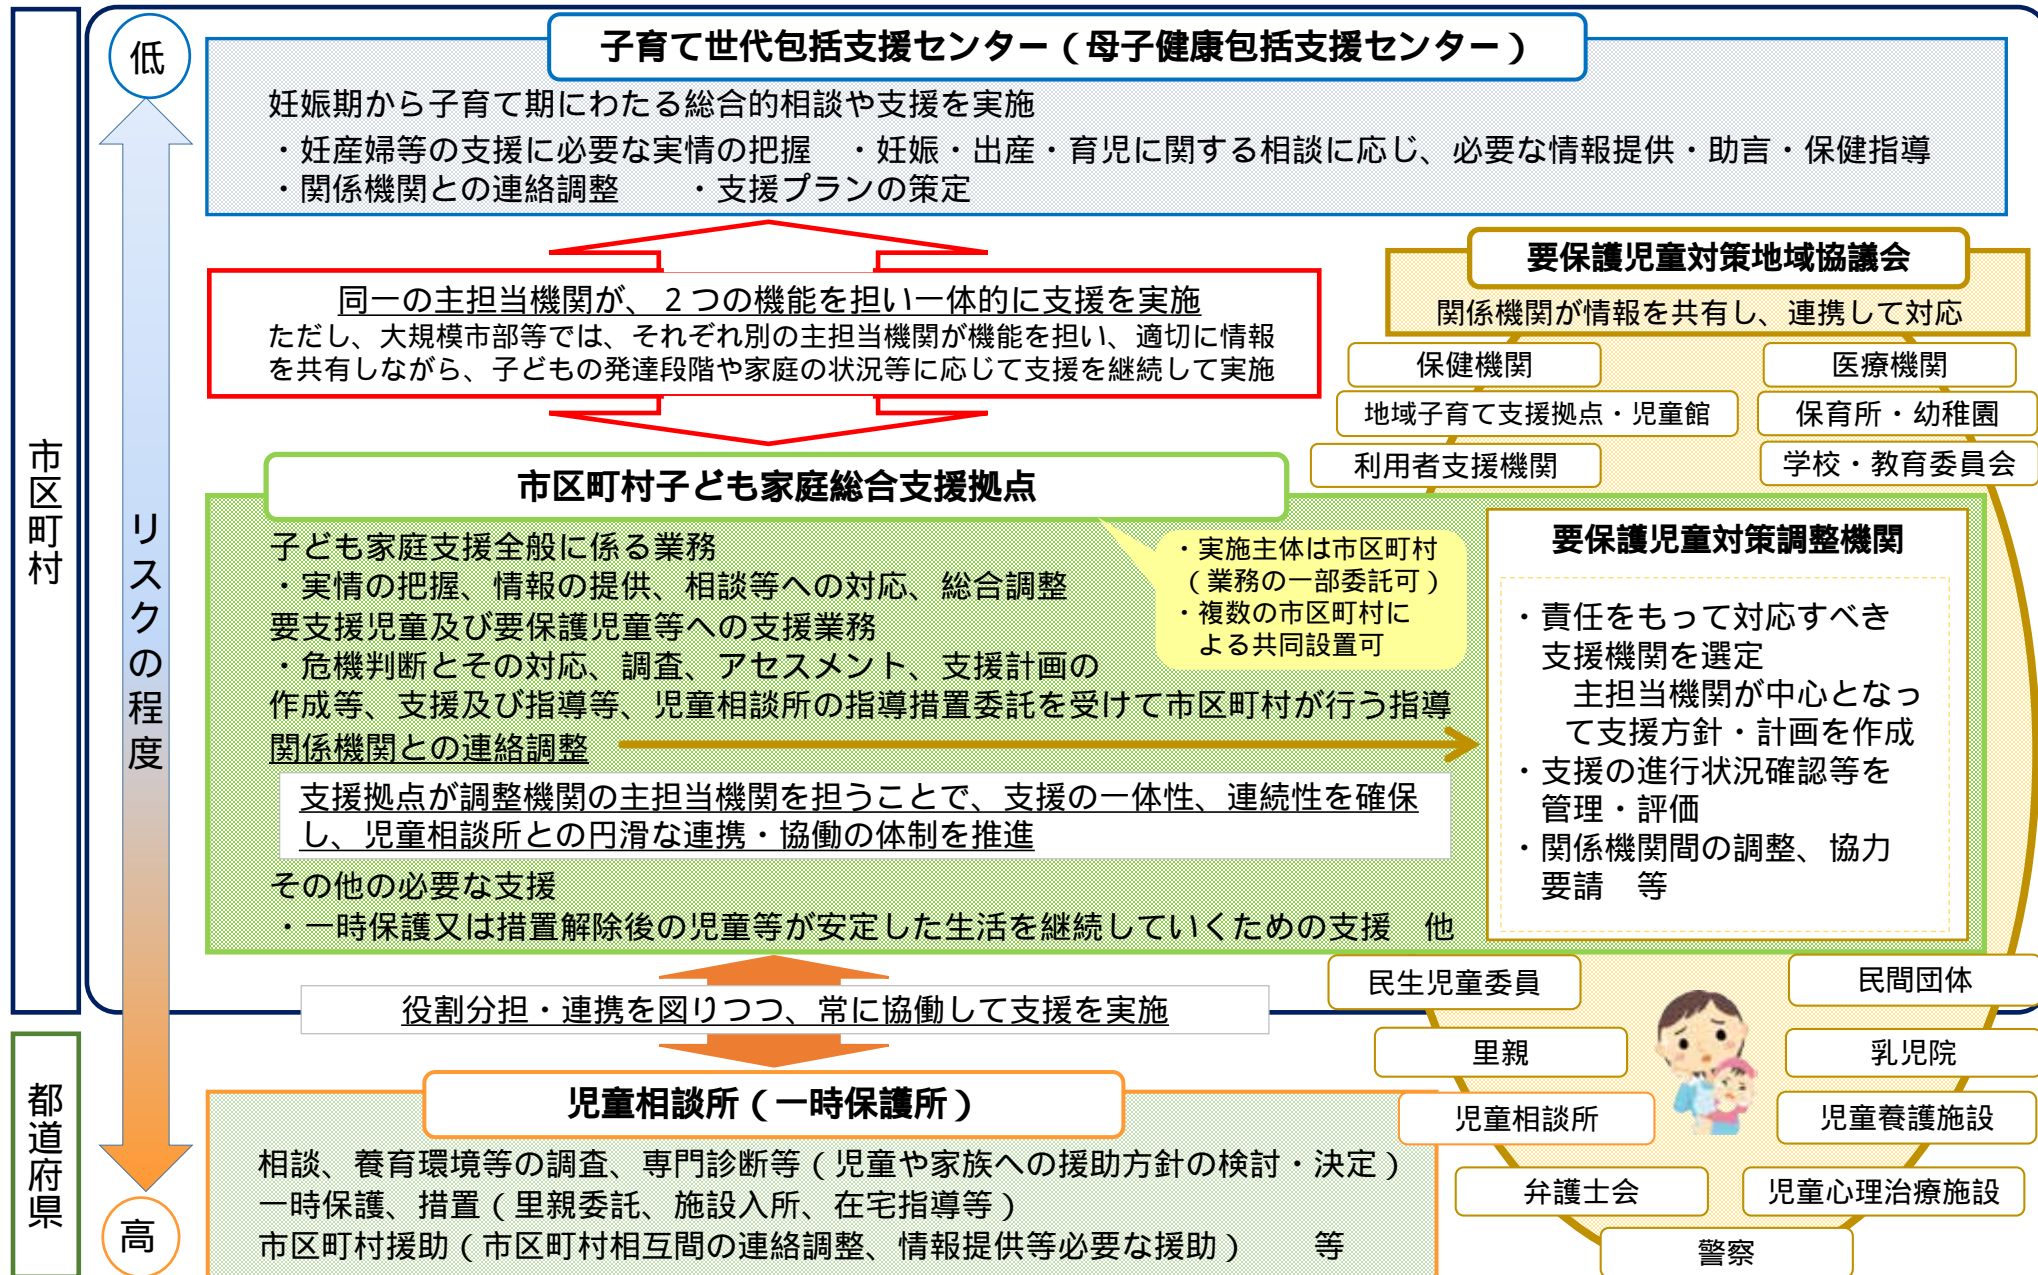 市区町村
都道府県
低
リスクの程度
高
子育て世代包括支援センター（母子健康包括支援センター）
妊娠期から子育て期にわたる総合的相談や支援を実施
・妊産婦等の支援に必要な実情の把握　・妊娠・出産・育児に関する相談に応じ、必要な情報提供・助言・保健指導
・関係機関との連絡調整　　・支援プランの策定
同一の主担当機関が、２つの機能を担い一体的に支援を実施
ただし、大規模市部等では、それぞれ別の主担当機関が機能を担い、適切に情報
を共有しながら、子どもの発達段階や家庭の状況等に応じて支援を継続して実施
市区町村子ども家庭総合支援拠点
子ども家庭支援全般に係る業務
・実情の把握、情報の提供、相談等への対応、総合調整
要支援児童及び要保護児童等への支援業務
・危機判断とその対応、調査、アセスメント、支援計画の
作成等、支援及び指導等、児童相談所の指導措置委託を受けて市区町村が行う指導
関係機関との連絡調整
支援拠点が調整機関の主担当機関を担うことで、支援の一体性、連続性を確保
し、児童相談所との円滑な連携・協働の体制を推進
その他の必要な支援
・一時保護又は措置解除後の児童等が安定した生活を継続していくための支援　他
・実施主体は市区町村
（業務の一部委託可）
・複数の市区町村に
よる共同設置可
役割分担・連携を図りつつ、常に協働して支援を実施
児童相談所（一時保護所）
相談、養育環境等の調査、専門診断等（児童や家族への援助方針の検討・決定）
一時保護、措置（里親委託、施設入所、在宅指導等）
市区町村援助（市区町村相互間の連絡調整、情報提供等必要な援助）　　等
要保護児童対策地域協議会
関係機関が情報を共有し、連携して対応
保健機関
医療機関
地域子育て支援拠点・児童館
保育所・幼稚園
利用者支援機関
学校・教育委員会
要保護児童対策調整機関
・責任をもって対応すべき
支援機関を選定
主担当機関が中心となっ
て支援方針・計画を作成
・支援の進行状況確認等を
管理・評価
・関係機関間の調整、協力
要請　等
民生児童委員
民間団体
里親
乳児院
児童相談所
児童養護施設
弁護士会
児童心理治療施設
警察